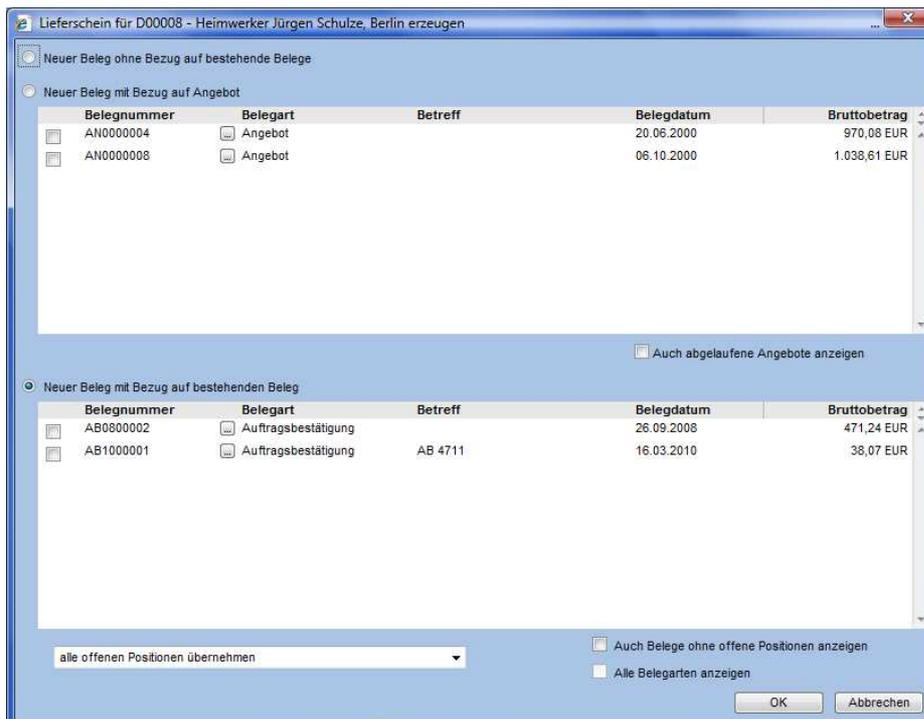 Lieferschein für D00008 - Heimwerker Jürgen Schulze, Berlin erzeugen ...
Neuer Beleg ohne Bezug auf bestehende Belege
Neuer Beleg mit Bezug auf Angebot
Belegnummer Belegart Betreff Belegdatum Bruttobetrag
AN0000004 ... Angebot 20.06.2000 970,08 EUR
AN0000008 ... Angebot 06.10.2000 1.038,61 EUR
Auch abgelaufene Angebote anzeigen
Neuer Beleg mit Bezug auf bestehenden Beleg
Belegnummer Belegart Betreff Belegdatum Bruttobetrag
AB0800002 ... Auftragsbestätigung 26.09.2008 471,24 EUR
AB1000001 ... Auftragsbestätigung AB 4711 16.03.2010 38,07 EUR
alle offenen Positionen übernehmen
Auch Belege ohne offene Positionen anzeigen
Alle Belegarten anzeigen
OK Abbrechen